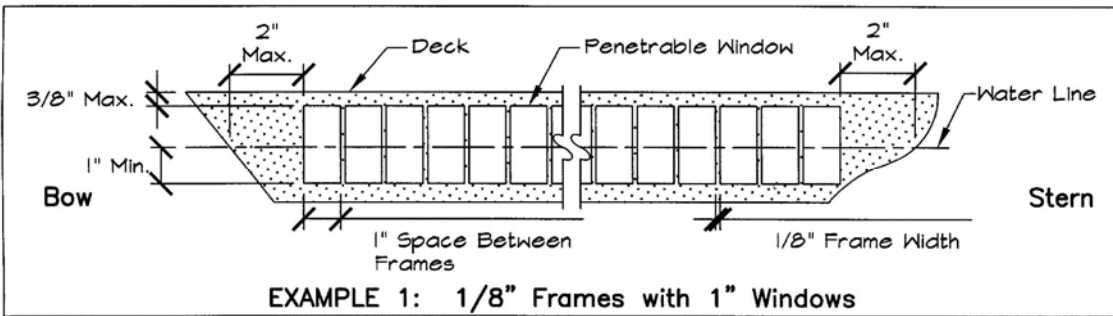 2"
Max.
Deck
Penetrable Window
2"
Max.
3/8" Max.
Water Line
1" Min.
Bow
Stern
1" Space Between
Frames
1/8" Frame Width
EXAMPLE 1: 1/8" Frames with 1" Windows